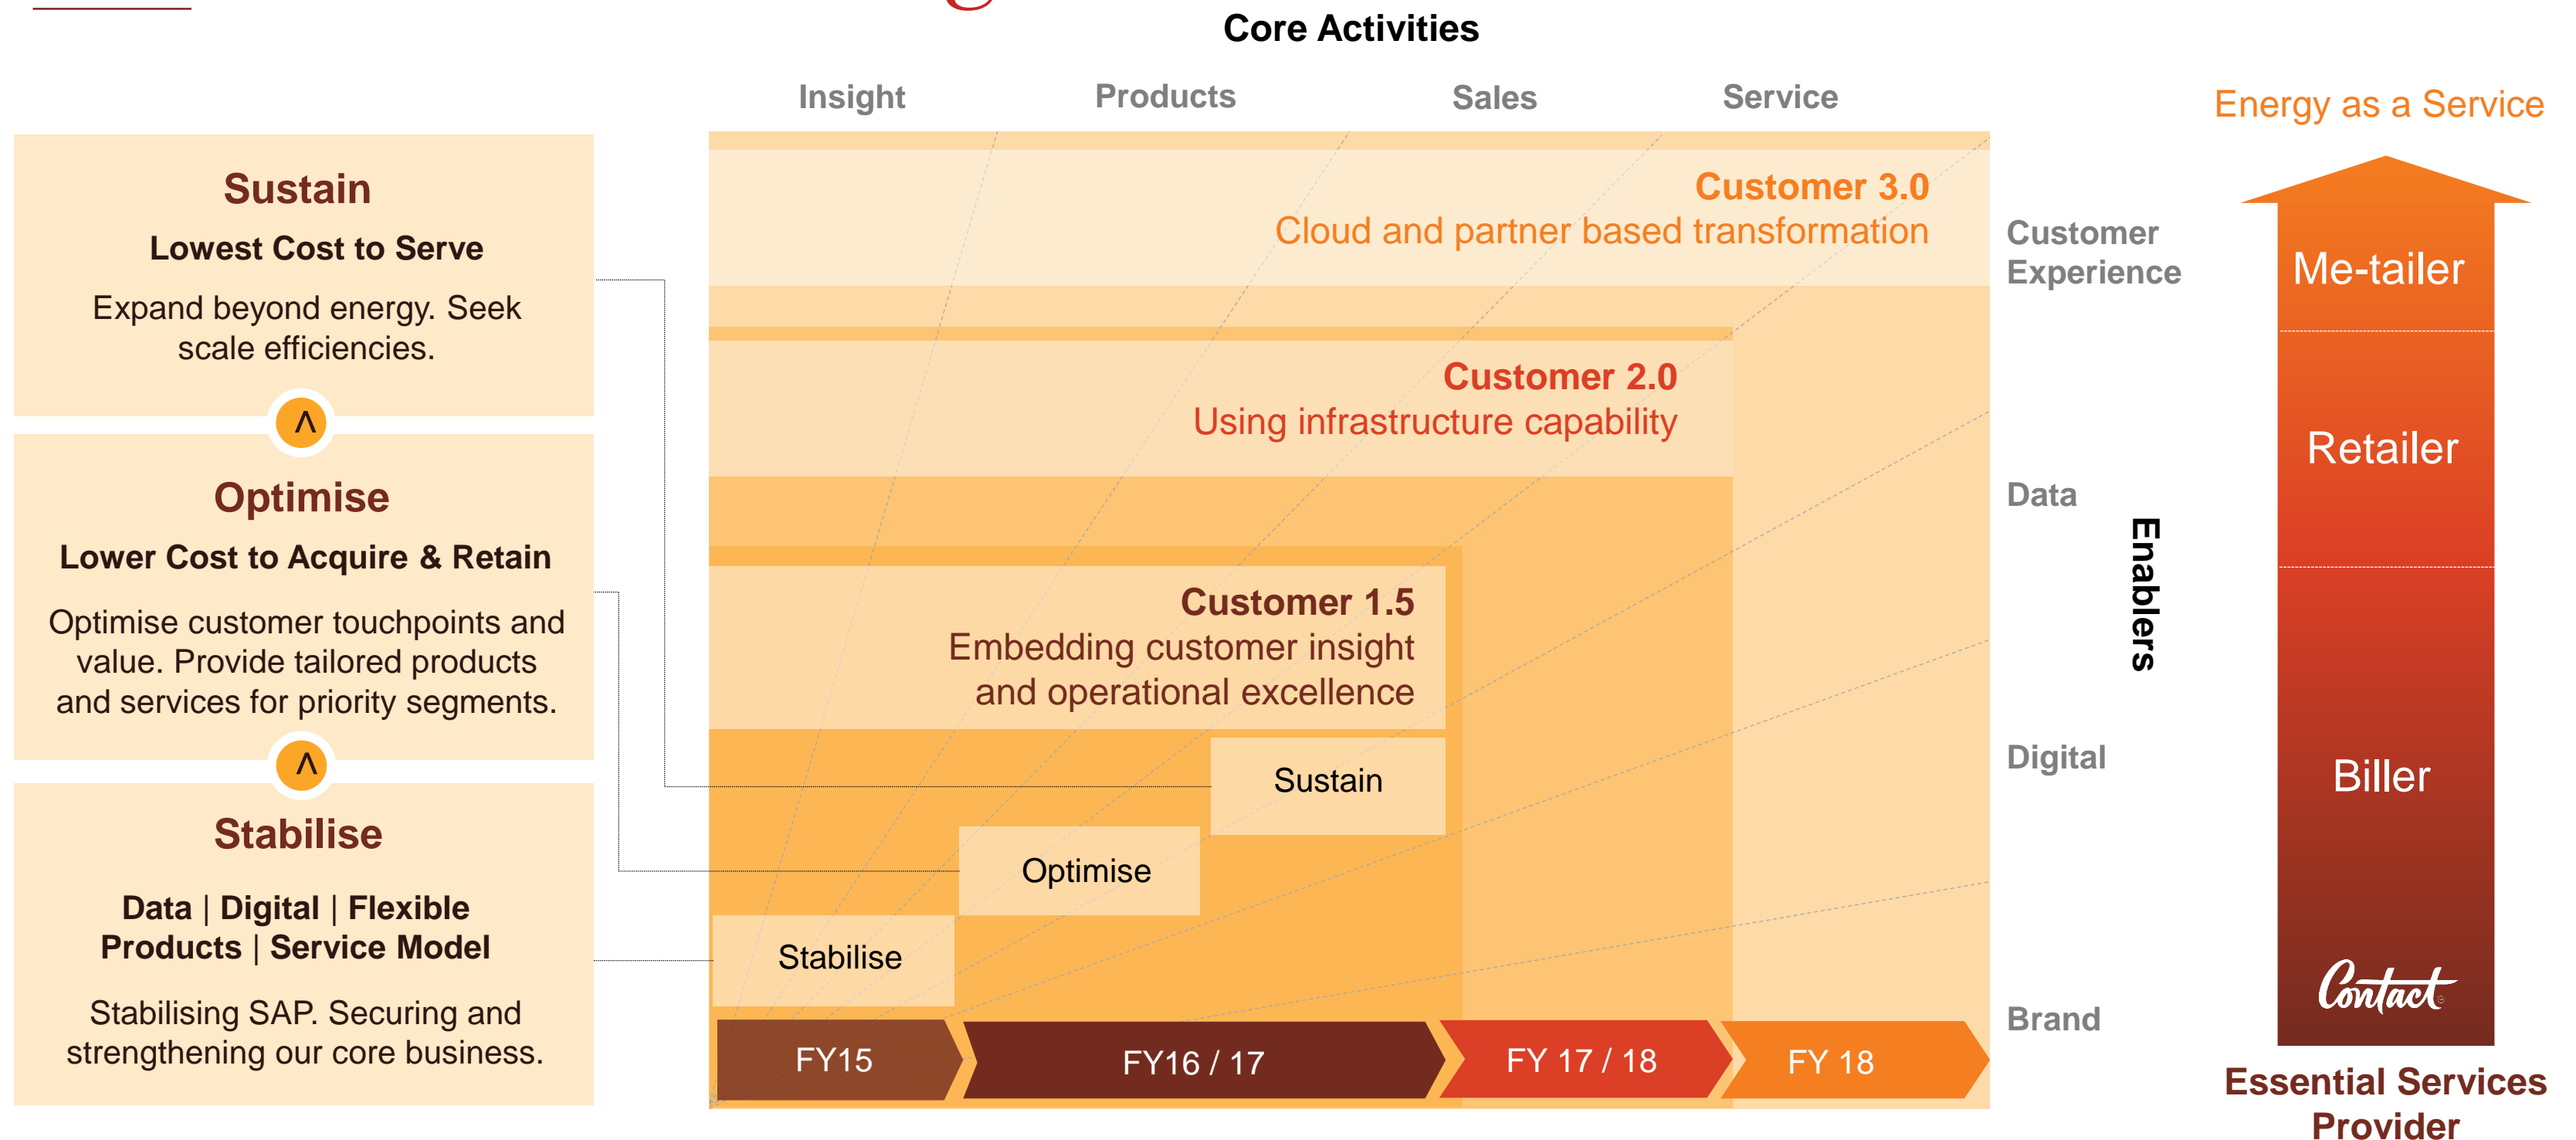 Core Activities
Insight
Products
Sales
Service
Sustain
Lowest Cost to Serve
Expand beyond energy. Seek
scale efficiencies.
Optimise
Lower Cost to Acquire & Retain
Optimise customer touchpoints and
value. Provide tailored products
and services for priority segments.
Stabilise
Data | Digital | Flexible
Products | Service Model
Stabilising SAP. Securing and
strengthening our core business.
Customer 3.0
Cloud and partner based transformation
Customer 2.0
Using infrastructure capability
Customer 1.5
Embedding customer insight
and operational excellence
Sustain
Optimise
Stabilise
FY15
FY16 / 17
FY 17 / 18
FY 18
Customer
Experience
Data
Digital
Brand
Enablers
Energy as a Service
Me-tailer
Retailer
Biller
Contact
Essential Services
Provider